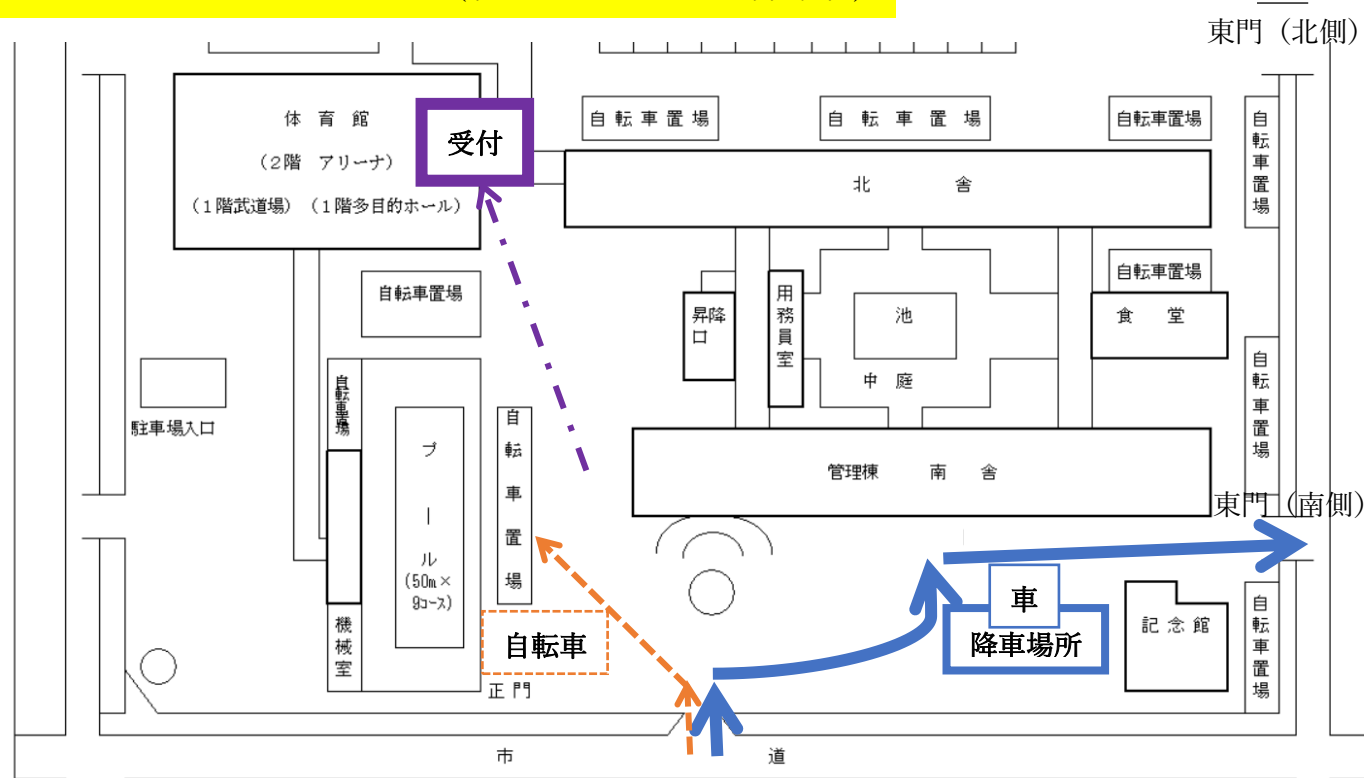 東門（北側）
体育館
（2階　アリーナ）
（1階武道場）（1階多目的ホール）
受付
自転車置場
自転車置場
自転車置場
自転車置場
北舎
自転車置場
昇降口
用務員室
池
中庭
自転車置場
食堂
駐車場入口
自転車置場
プール
(50m×
9ｺｰｽ)
自転車置場
管理棟　南舎
自転車置場
東門（南側）
機械室
自転車
正門
車
降車場所
記念館
自転車置場
市道